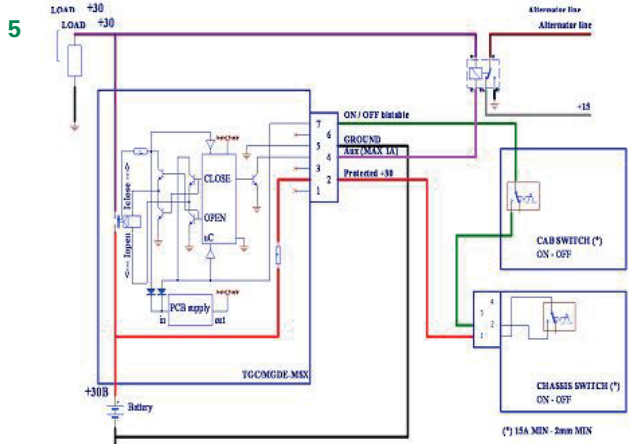 5
LOAD +30
LOAD +30
Alternator line
Alternator line
+15
ON / OFF bistable
GROUND
Aux (MAX 1A)
Protected +30
7
6
5
4
3
2
1
CLOSE
OPEN
uC
<--- Iopen
Iclose --->
PCB supply
in
out
TGC/MGDE-MSX
+30B
Battery
CAB SWITCH (*)
ON - OFF
4
3
2
1
CHASSIS SWITCH (*)
ON - OFF
(*) 15A MIN - 2mm MIN